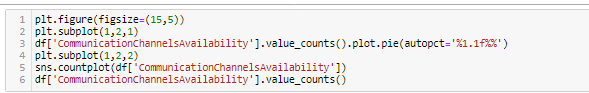 1 plt.figure(figsize=(15,5))
2 plt.subplot(1,2,1)
3 df['CommunicationChannelsAvailability'].value_counts().plot.pie(autopct='%1.1f%%')
4 plt.subplot(1,2,2)
5 sns.countplot(df['CommunicationChannelsAvailability'])
6 df['CommunicationChannelsAvailability'].value_counts()